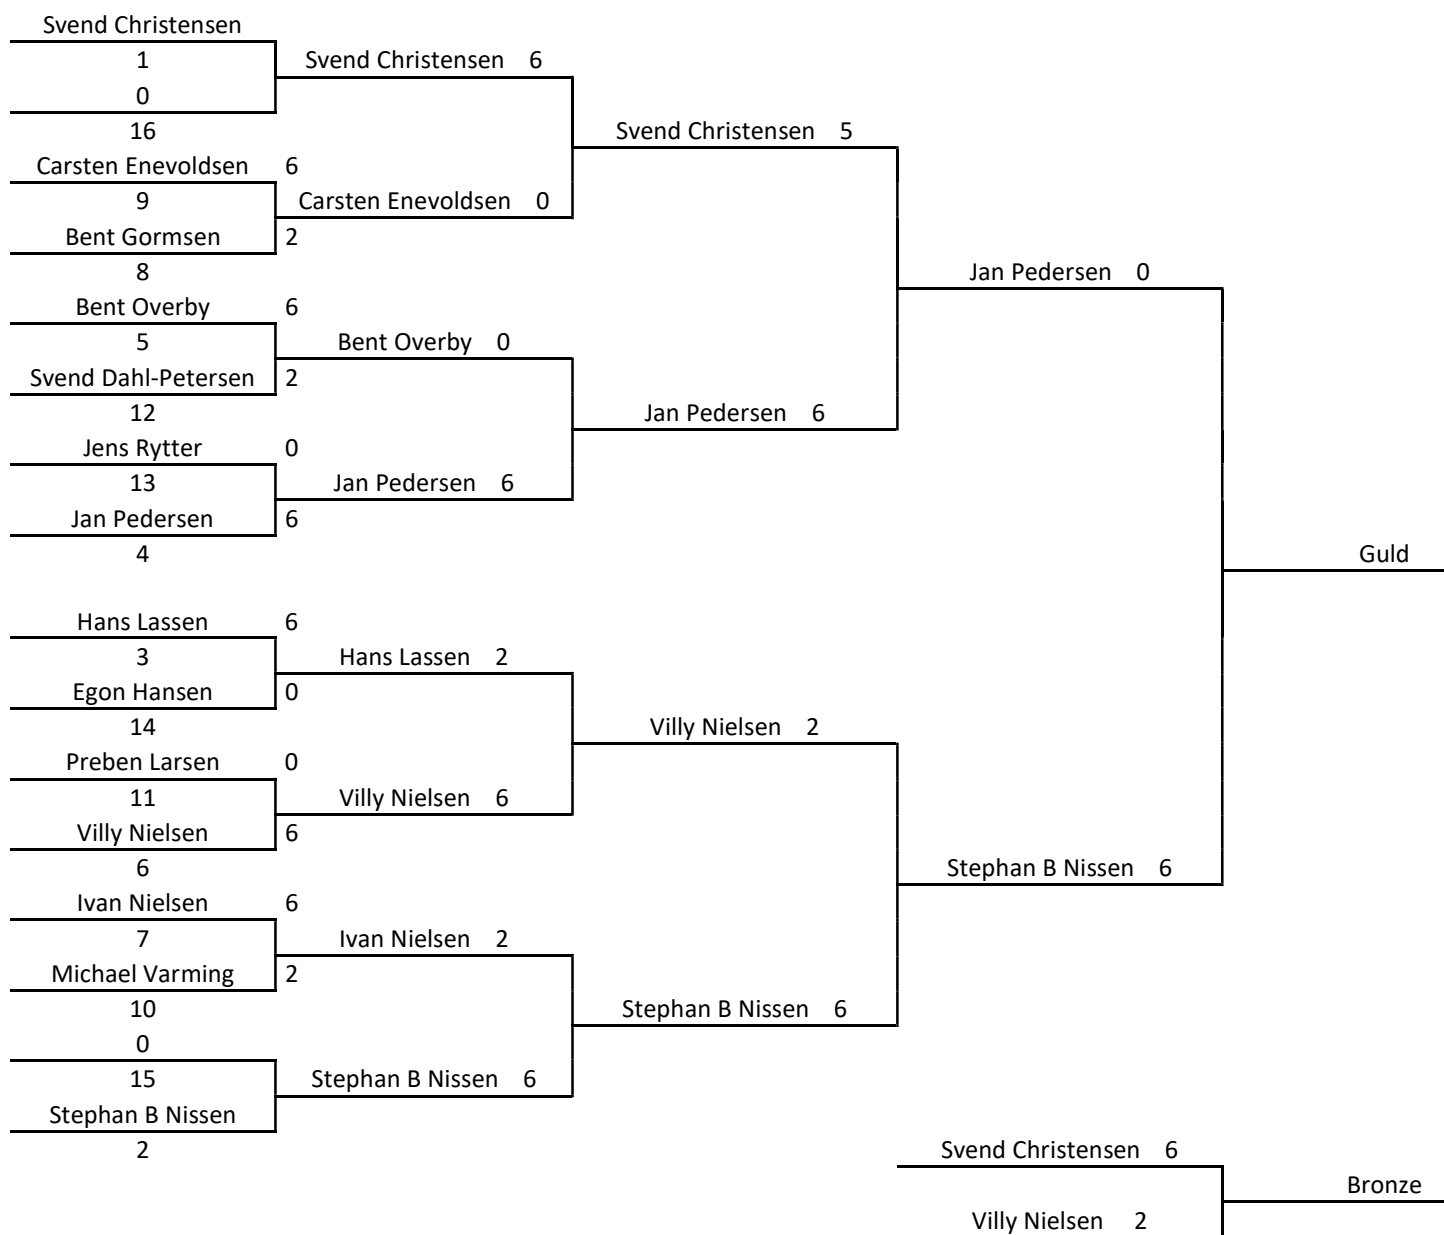 Svend Christensen
1 Svend Christensen 6
0
16 Svend Christensen 5
Carsten Enevoldsen 6
9 Carsten Enevoldsen 0
Bent Gormsen 2
8 Jan Pedersen 0
Bent Overby 6
5 Bent Overby 0
Svend Dahl-Petersen 2
12 Jan Pedersen 6
Jens Rytter 0
13 Jan Pedersen 6
Jan Pedersen 6
4 Guld
Hans Lassen 6
3 Hans Lassen 2
Egon Hansen 0
14 Villy Nielsen 2
Preben Larsen 0
11 Villy Nielsen 6
Villy Nielsen 6
6 Stephan B Nissen 6
Ivan Nielsen 6
7 Ivan Nielsen 2
Michael Varming 2
10 Stephan B Nissen 6
0
15 Stephan B Nissen 6
Stephan B Nissen
2 Svend Christensen 6
Bronze
Villy Nielsen 2